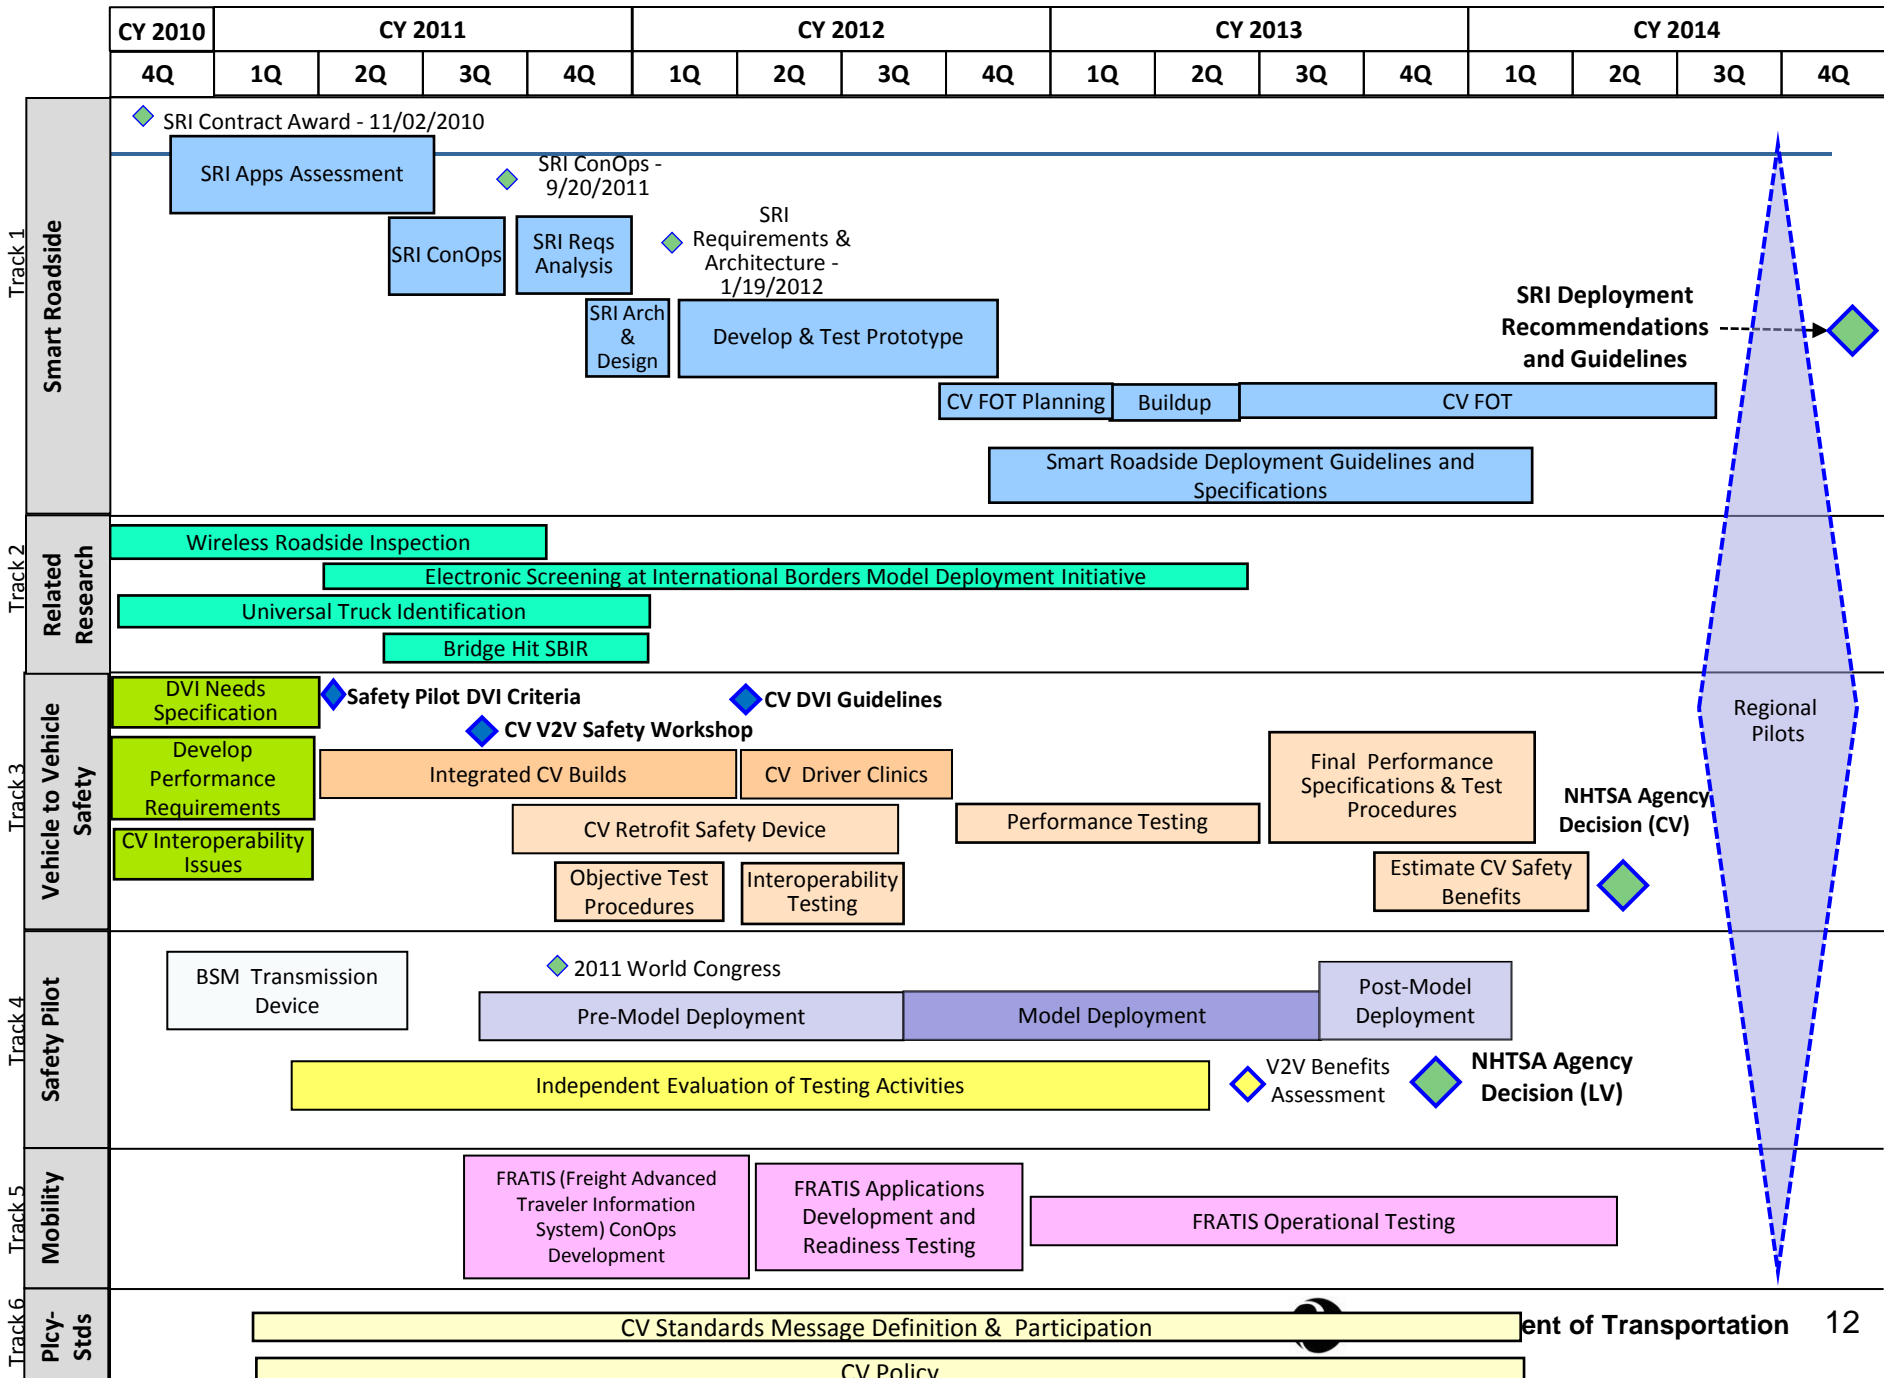 CY 2010 CY 2011 CY 2012 CY 2013 CY 2014
4Q 1Q 2Q 3Q 4Q 1Q 2Q 3Q 4Q 1Q 2Q 3Q 4Q 1Q 2Q 3Q 4Q
Track 1
Smart Roadside
SRI Contract Award - 11/02/2010
SRI Apps Assessment
SRI ConOps -
9/20/2011
SRI ConOps
SRI Reqs
Analysis
SRI
Requirements &
Architecture -
1/19/2012
SRI Arch
&
Design
Develop & Test Prototype
SRI Deployment
Recommendations
and Guidelines
CV FOT Planning
Buildup
CV FOT
Smart Roadside Deployment Guidelines and
Specifications
Track 2
Related
Research
Wireless Roadside Inspection
Electronic Screening at International Borders Model Deployment Initiative
Universal Truck Identification
Bridge Hit SBIR
Track 3
Vehicle to Vehicle
Safety
DVI Needs
Specification
Safety Pilot DVI Criteria
CV DVI Guidelines
CV V2V Safety Workshop
Develop
Performance
Requirements
Integrated CV Builds
CV Driver Clinics
Final Performance
Specifications & Test
Procedures
CV Interoperability
Issues
CV Retrofit Safety Device
Performance Testing
NHTSA Agency
Decision (CV)
Objective Test
Procedures
Interoperability
Testing
Estimate CV Safety
Benefits
Regional
Pilots
Track 4
Safety Pilot
BSM Transmission
Device
2011 World Congress
Pre-Model Deployment
Model Deployment
Post-Model
Deployment
Independent Evaluation of Testing Activities
V2V Benefits
Assessment
NHTSA Agency
Decision (LV)
Track 5
Mobility
FRATIS (Freight Advanced
Traveler Information
System) ConOps
Development
FRATIS Applications
Development and
Readiness Testing
FRATIS Operational Testing
Track 6
Plcy-
Stds
CV Standards Message Definition & Participation
ent of Transportation 12
CV Policy